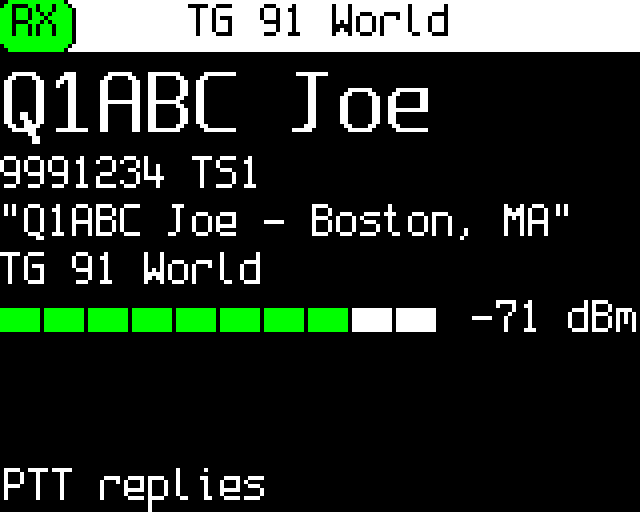 RX TG 91 World
Q1ABC Joe
9991234 TS1
"Q1ABC Joe - Boston, MA"
TG 91 World
-71 dBm
PTT replies